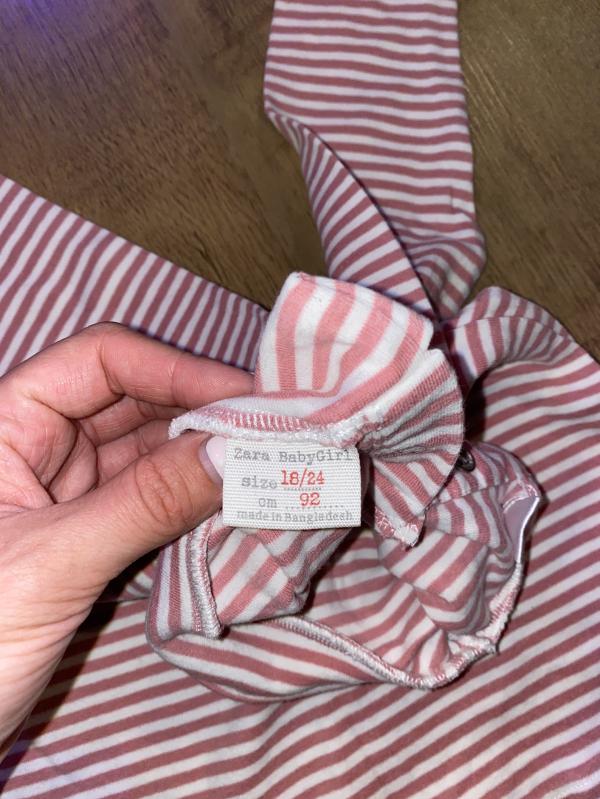 Zara BabyGirl
size 18/24
cm 92
made in Bangladesh